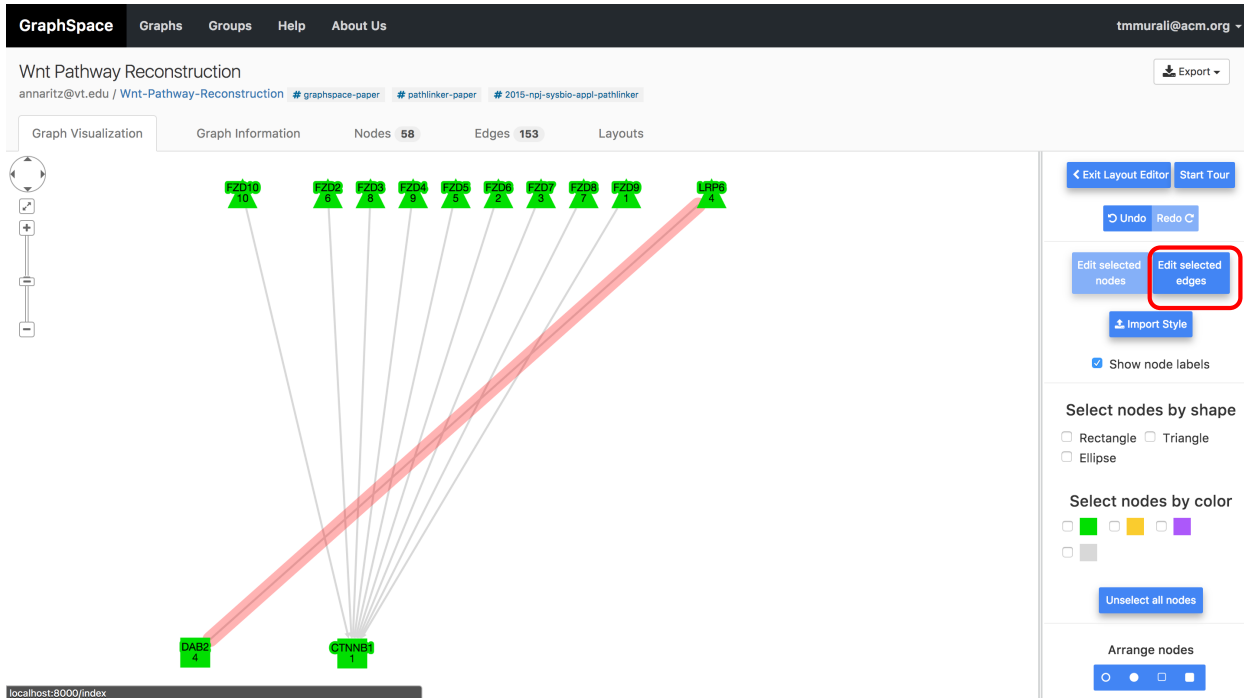 GraphSpace Graphs Groups Help About Us tmmurali@acm.org
Wnt Pathway Reconstruction
Export
annaritz@vt.edu / Wnt-Pathway-Reconstruction # graphspace-paper # pathlinker-paper # 2015-npj-sysbio-appl-pathlinker
Graph Visualization Graph Information Nodes 58 Edges 153 Layouts
Exit Layout Editor Start Tour
FZD10 FZD2 FZD3 FZD4 FZD5 FZD6 FZD7 FZD8 FZD9 LRP6
10 6 8 9 5 2 3 7 1 4
Undo Redo
Edit selected nodes
Edit selected edges
Import Style
Show node labels
Select nodes by shape
Rectangle Triangle
Ellipse
Select nodes by color
Unselect all nodes
DAB2 CTNNB1
4 1
Arrange nodes
localhost:8000/index